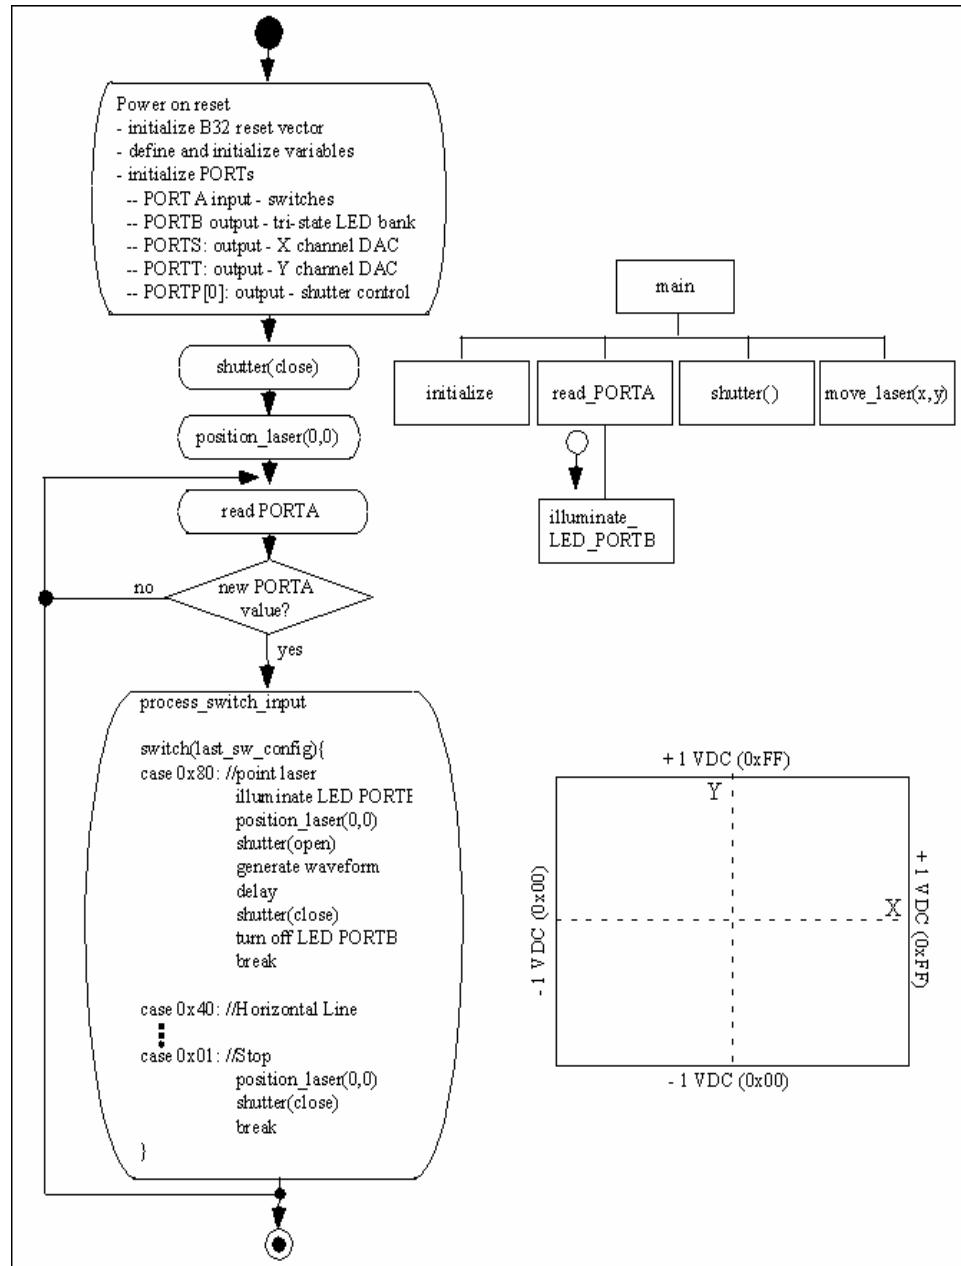 Power on reset
- initialize B32 reset vector
- define and initialize variables
- initialize PORTs
-- PORT A input - switches
-- PORTB output - tri-state LED bank
-- PORTS: output - X channel DAC
-- PORTT: output - Y channel DAC
-- PORTP[0]: output - shutter control
shutter(close)
position_laser(0,0)
read PORTA
no
new PORTA
value?
yes
process_switch_input
switch(last_sw_config){
case 0x80: //point laser
illuminate LED PORTB
position_laser(0,0)
shutter(open)
generate waveform
delay
shutter(close)
turn off LED PORTB
break
case 0x40: //Horizontal Line
case 0x01: //Stop
position_laser(0,0)
shutter(close)
break
}
main
initialize
read_PORTA
shutter()
move_laser(x,y)
illuminate_
LED_PORTB
+ 1 VDC (0xFF)
Y
- 1 VDC (0x00)
X
+ 1 VDC (0xFF)
- 1 VDC (0x00)